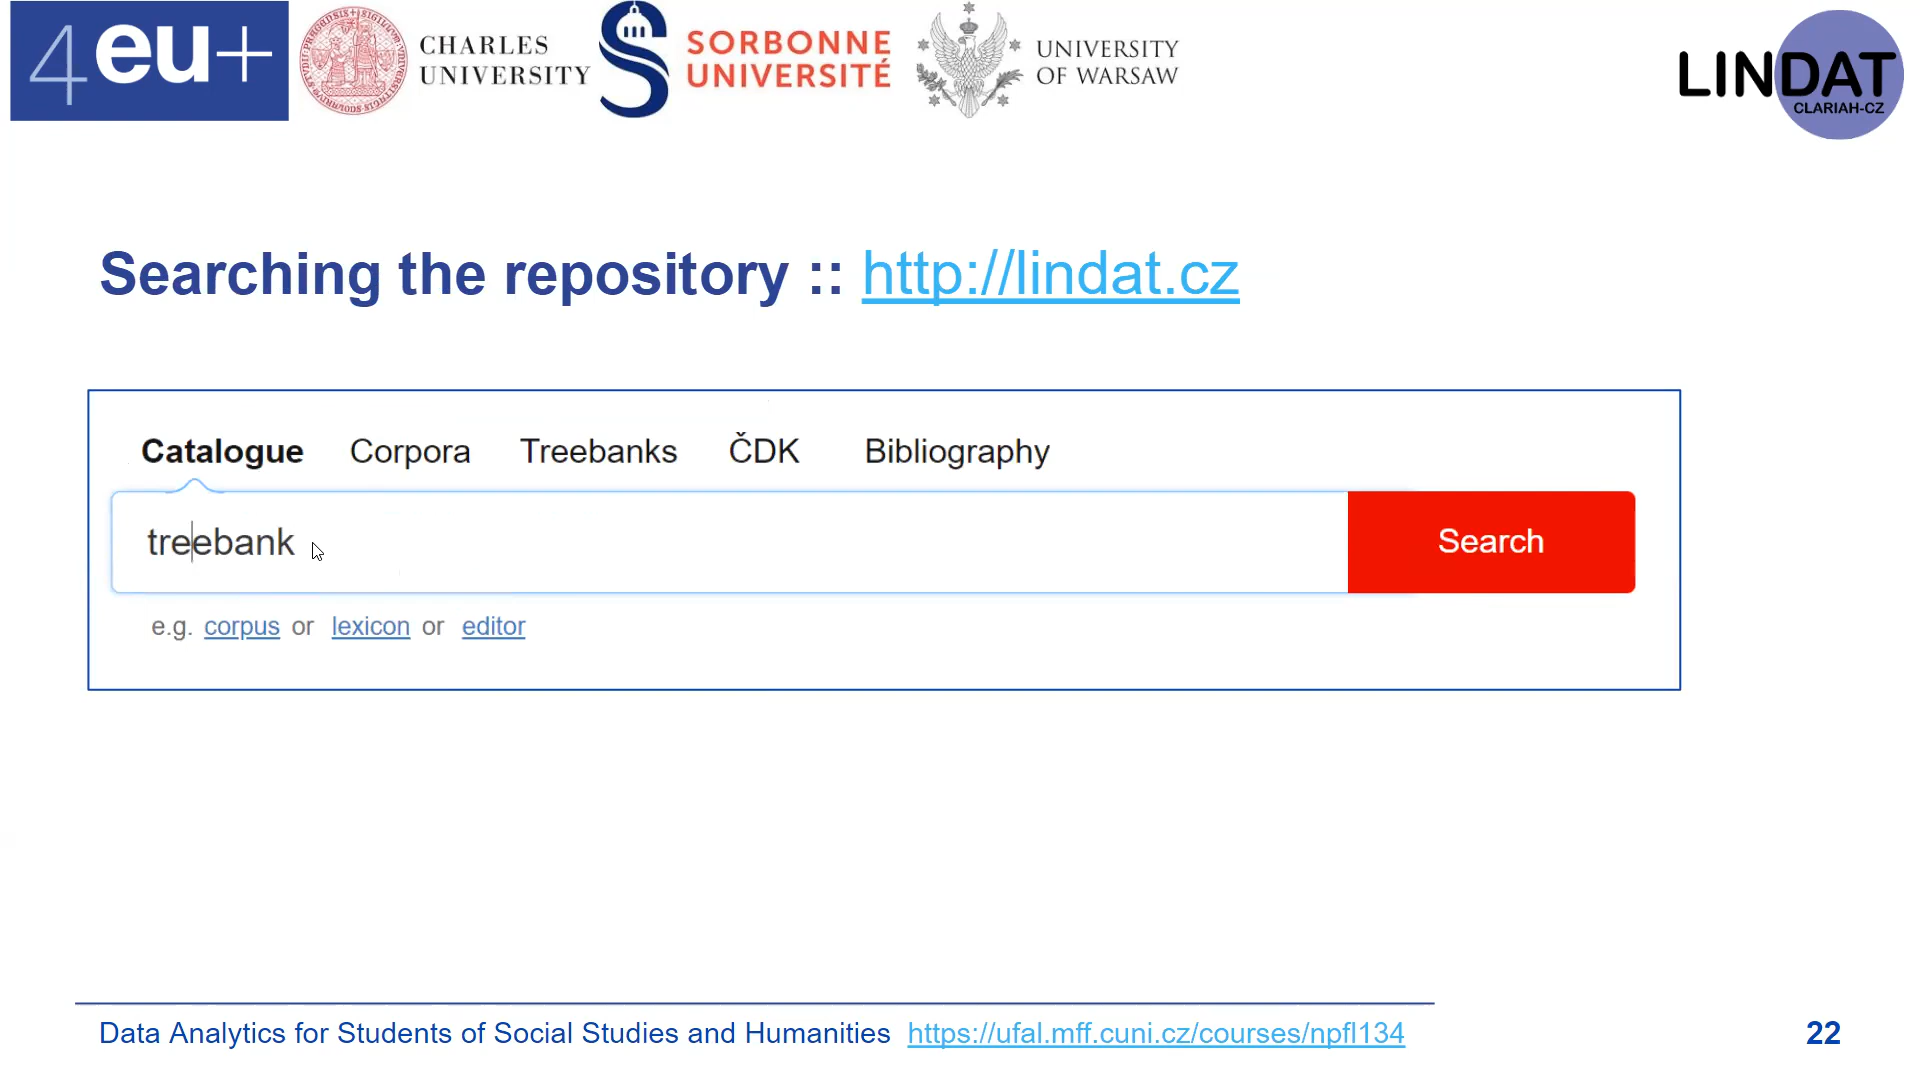 4eu+
CHARLES
UNIVERSITY
SORBONNE
UNIVERSITÉ
UNIVERSITY
OF WARSAW
LINDAT
CLARIAH-CZ
Searching the repository :: http://lindat.cz
Catalogue Corpora Treebanks ČDK Bibliography
treebank Search
e.g. corpus or lexicon or editor
Data Analytics for Students of Social Studies and Humanities https://ufal.mff.cuni.cz/courses/npfl134 22